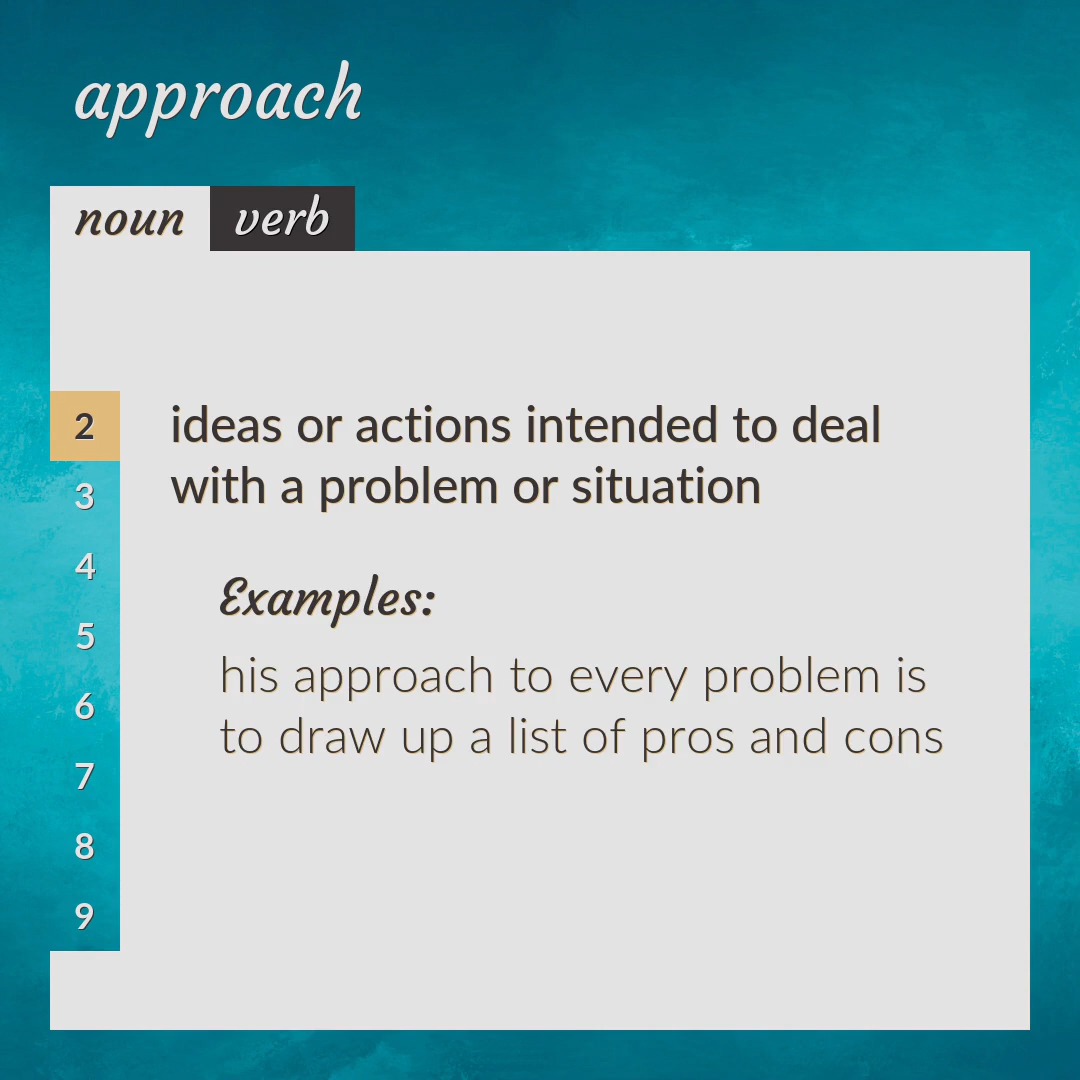 approach
noun verb
2
3
4
5
6
7
8
9
ideas or actions intended to deal
with a problem or situation
Examples:
his approach to every problem is
to draw up a list of pros and cons